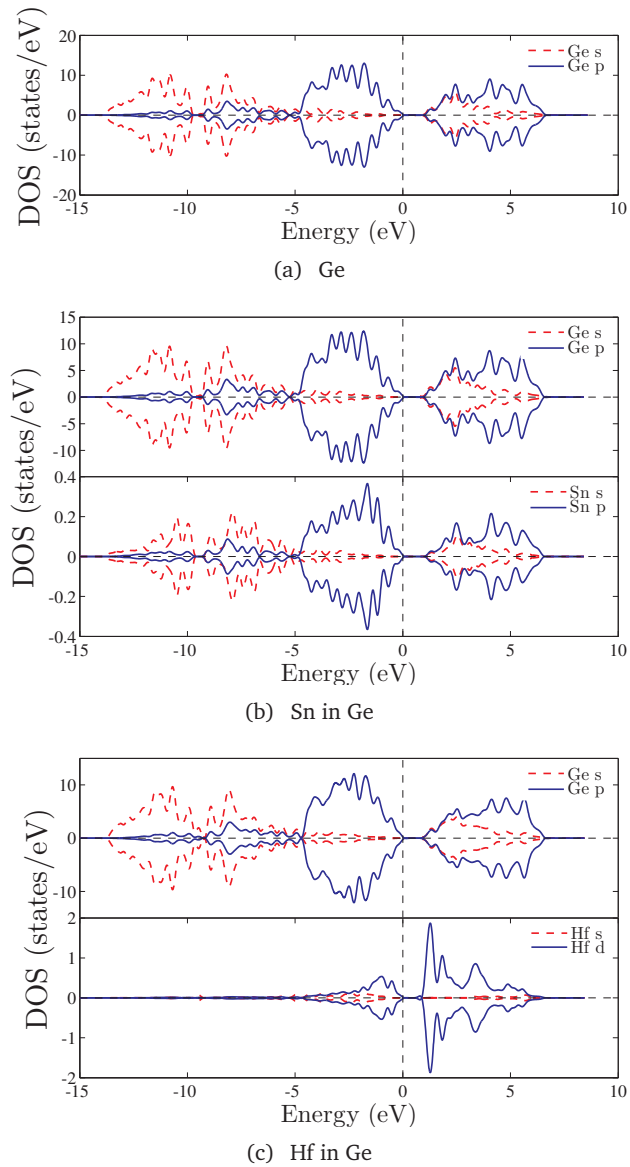 DOS (states/eV)
20
10
0
10
20
-15
-10
-5
0
5
10
Ge s
Ge p
Energy (eV)
(a) Ge
DOS (states/eV)
15
10
5
0
-5
-10
0.4
0.2
0
-0.2
0.4
-15
-10
-5
0
5
10
Ge s
Ge p
Sn s
Sn p
Energy (eV)
(b) Sn in Ge
DOS (states/eV)
10
0
-10
2
1
0
-1
-2
-15
-10
-5
0
5
10
Ge s
Ge p
Hf s
Hf d
Energy (eV)
(c) Hf in Ge